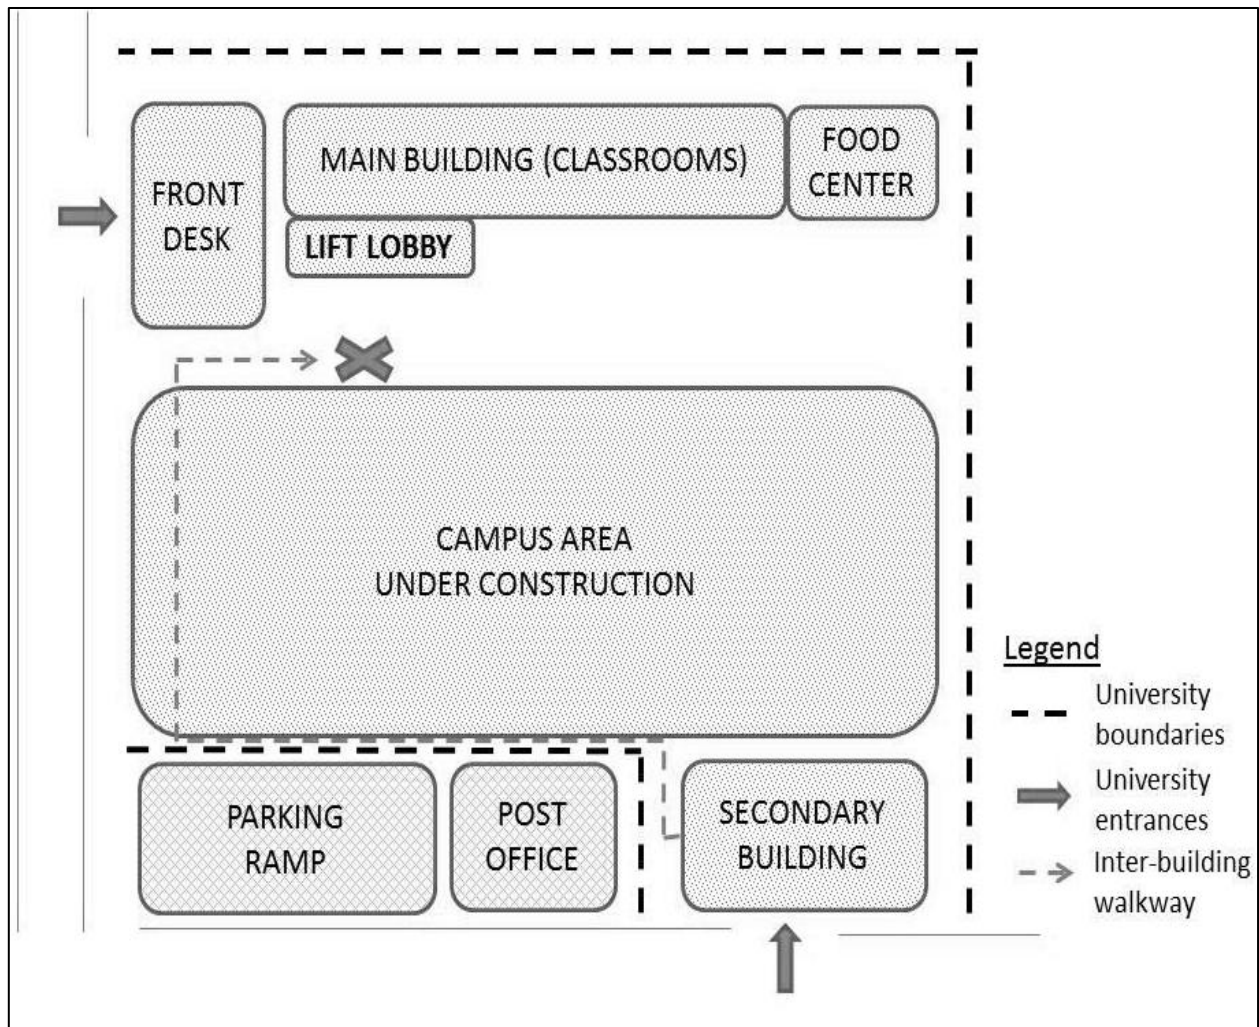 FRONT
DESK
MAIN BUILDING (CLASSROOMS)
FOOD
CENTER
LIFT LOBBY
CAMPUS AREA
UNDER CONSTRUCTION
PARKING
RAMP
POST
OFFICE
SECONDARY
BUILDING
Legend
University
boundaries
University
entrances
Inter-building
walkway